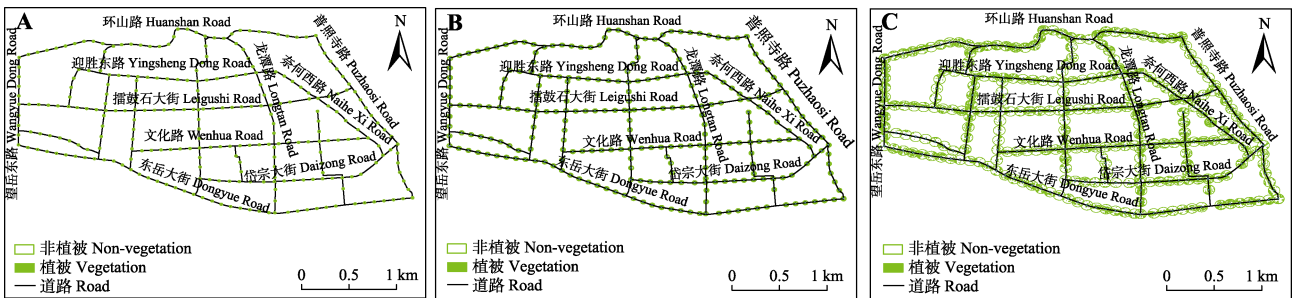 A
N
环山路 Huanshan Road
普照寺路 Puzhaosi Road
望岳东路 Wangyue Dong Road
迎胜东路 Yingsheng Dong Road
龙潭路 Longtan Road
奈何西路 Naihe Xi Road
擂鼓石大街 Leigushi Road
文化路 Wenhua Road
岱宗大街 Daizong Road
东岳大街 Dongyue Road
非植被 Non-vegetation
植被 Vegetation
道路 Road
0 0.5 1 km
B
N
环山路 Huanshan Road
普照寺路 Puzhaosi Road
望岳东路 Wangyue Dong Road
迎胜东路 Yingsheng Dong Road
龙潭路 Longtan Road
奈何西路 Naihe Xi Road
擂鼓石大街 Leigushi Road
文化路 Wenhua Road
岱宗大街 Daizong Road
东岳大街 Dongyue Road
非植被 Non-vegetation
植被 Vegetation
道路 Road
0 0.5 1 km
C
N
环山路 Huanshan Road
普照寺路 Puzhaosi Road
望岳东路 Wangyue Dong Road
迎胜东路 Yingsheng Dong Road
龙潭路 Longtan Road
奈何西路 Naihe Xi Road
擂鼓石大街 Leigushi Road
文化路 Wenhua Road
岱宗大街 Daizong Road
东岳大街 Dongyue Road
非植被 Non-vegetation
植被 Vegetation
道路 Road
0 0.5 1 km